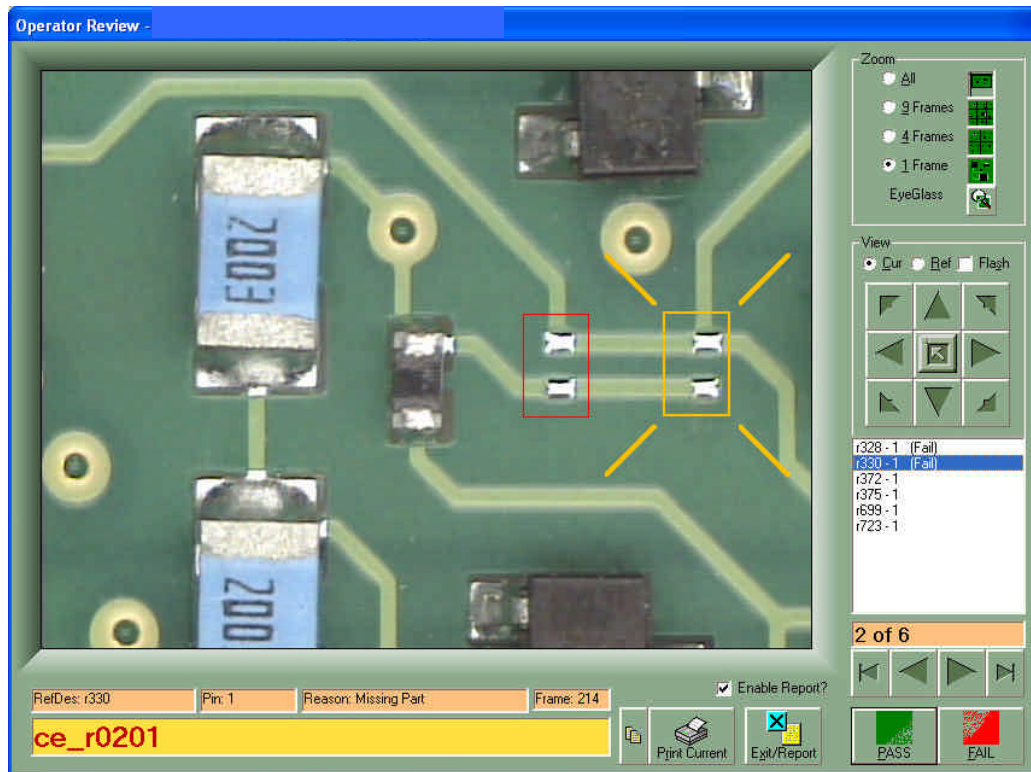 Operator Review -
Zoom
All
9 Frames
4 Frames
1 Frame
EyeGlass
View
Cur Ref Flash
2003
r328 - 1 (Fail)
r330 - 1 (Fail)
r372 - 1
r375 - 1
r699 - 1
r723 - 1
2 of 6
Enable Report?
RefDes: r330 Pin: 1 Reason: Missing Part Frame: 214
ce_r0201
Print Current
Exit/Report
PASS
FAIL